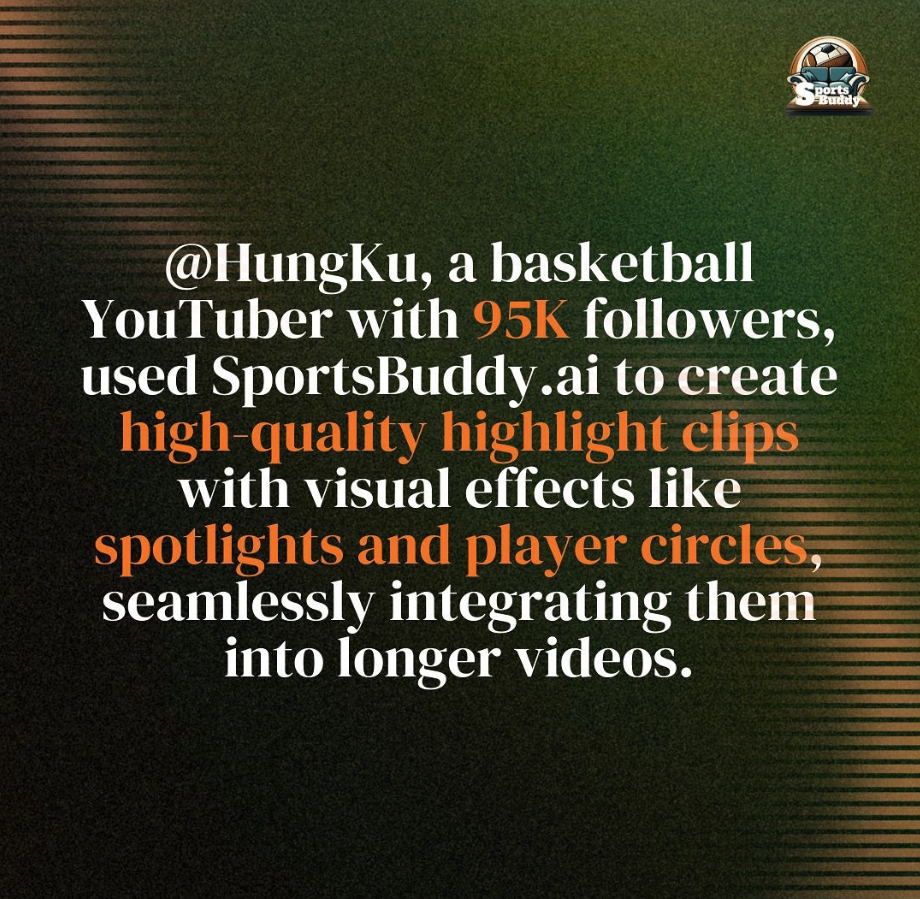 Sports
Buddy
@HungKu, a basketball
YouTuber with 95K followers,
used SportsBuddy.ai to create
high-quality highlight clips
with visual effects like
spotlights and player circles,
seamlessly integrating them
into longer videos.